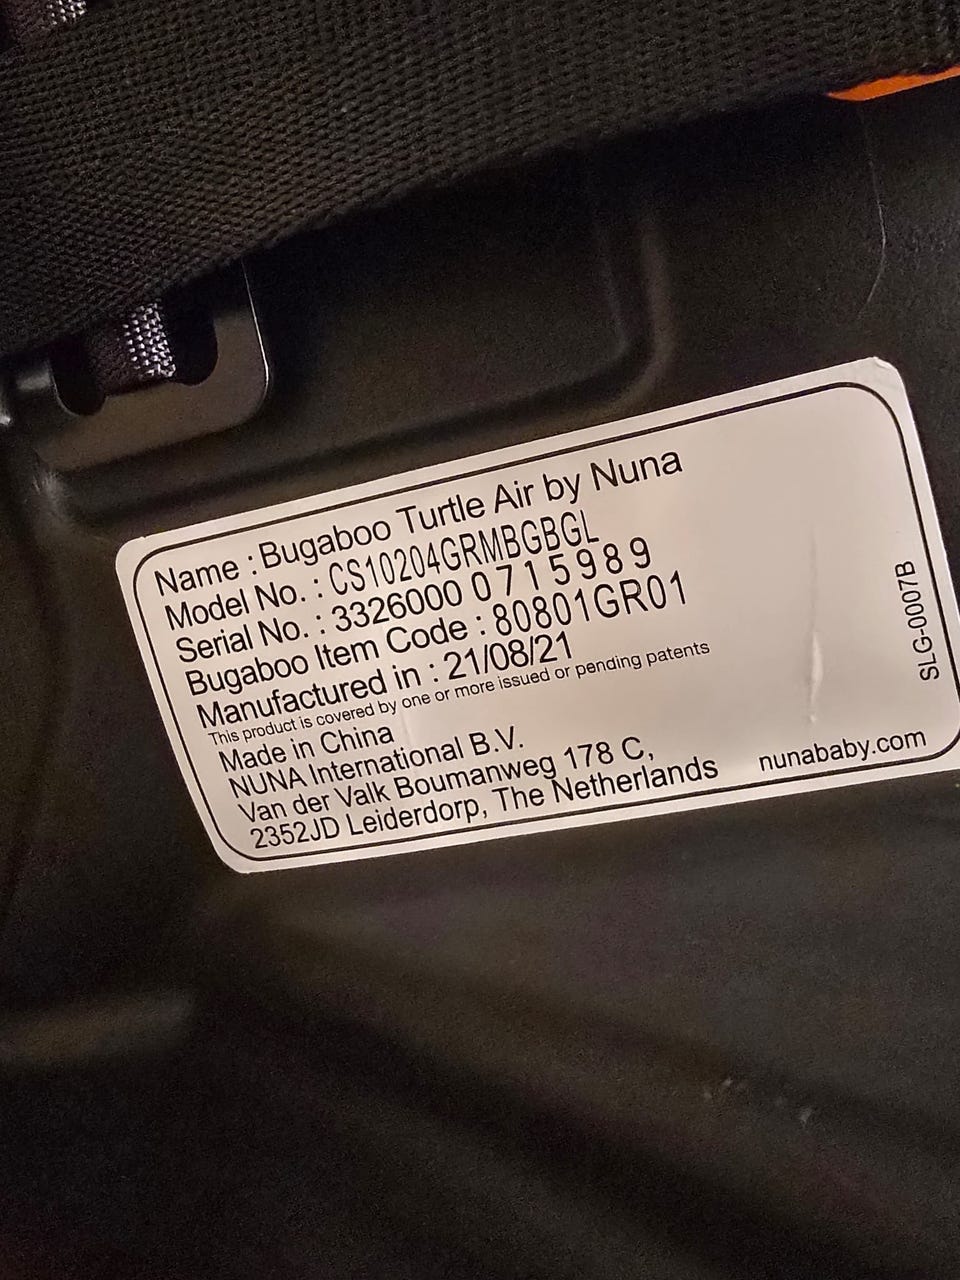 Name : Bugaboo Turtle Air by Nuna
Model No. : CS10204GRMBGBGL
Serial No. : 3326000 0715989
Bugaboo Item Code : 80801GR01
Manufactured in : 21/08/21
This product is covered by one or more issued or pending patents
Made in China
NUNA International B.V.
Van der Valk Boumanweg 178 C,
2352JD Leiderdorp, The Netherlands
nunababy.com
SLG-0007B